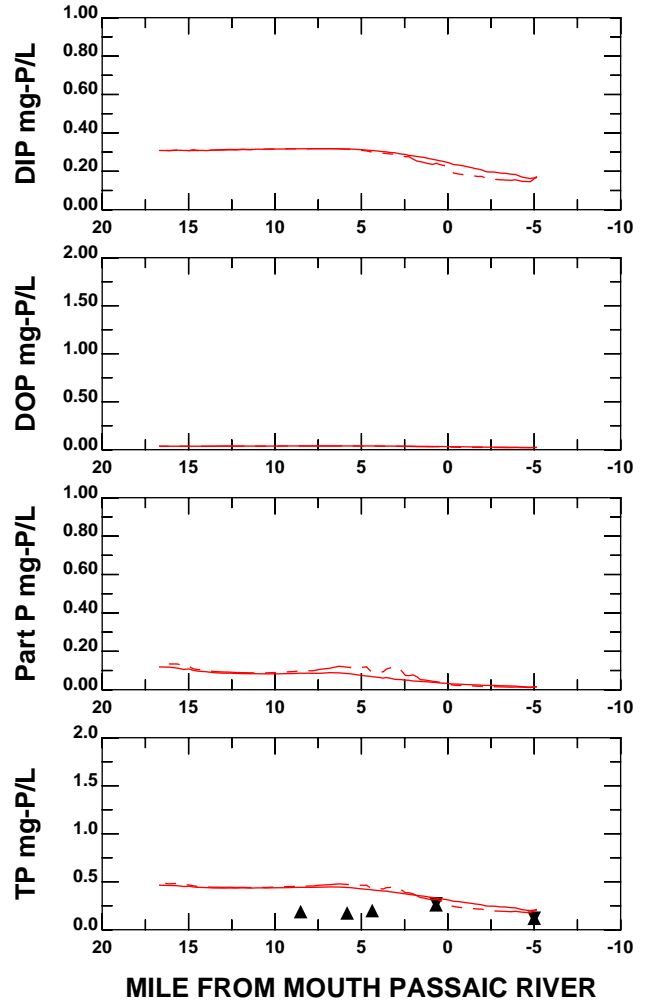 DIP mg-P/L
1.00
0.80
0.60
0.40
0.20
0.00
20 15 10 5 0 -5 -10
DOP mg-P/L
2.00
1.50
1.00
0.50
0.00
20 15 10 5 0 -5 -10
Part P mg-P/L
1.00
0.80
0.60
0.40
0.20
0.00
20 15 10 5 0 -5 -10
TP mg-P/L
2.0
1.5
1.0
0.5
0.0
20 15 10 5 0 -5 -10
MILE FROM MOUTH PASSAIC RIVER